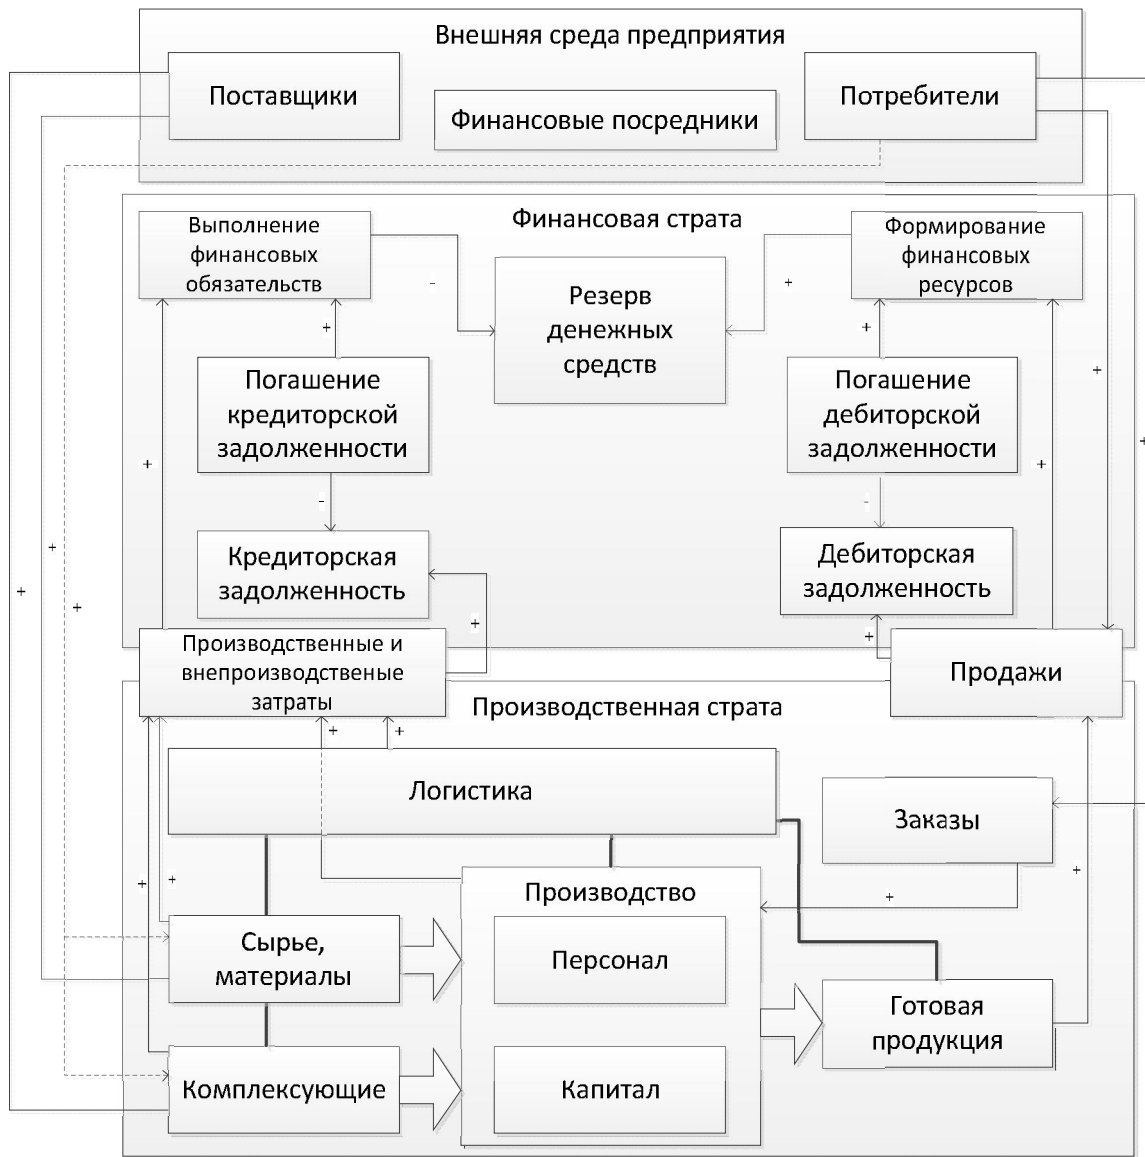 Внешняя среда предприятия
Поставщики
Финансовые посредники
Потребители
Финансовая страта
Выполнение
финансовых
обязательств
Формирование
финансовых
ресурсов
Резерв
денежных
средств
-
+
+
+
+
Погашение
кредиторской
задолженности
Погашение
дебиторской
задолженности
+
+
+
-
-
Кредиторская
задолженность
Дебиторская
задолженность
+
+
+
+
+
Производственные и
внепроизводственые
затраты
Продажи
Производственная страта
+
+
Логистика
Заказы
+
+
+
+
Производство
Сырье,
материалы
Персонал
Готовая
продукция
Комплексующие
Капитал